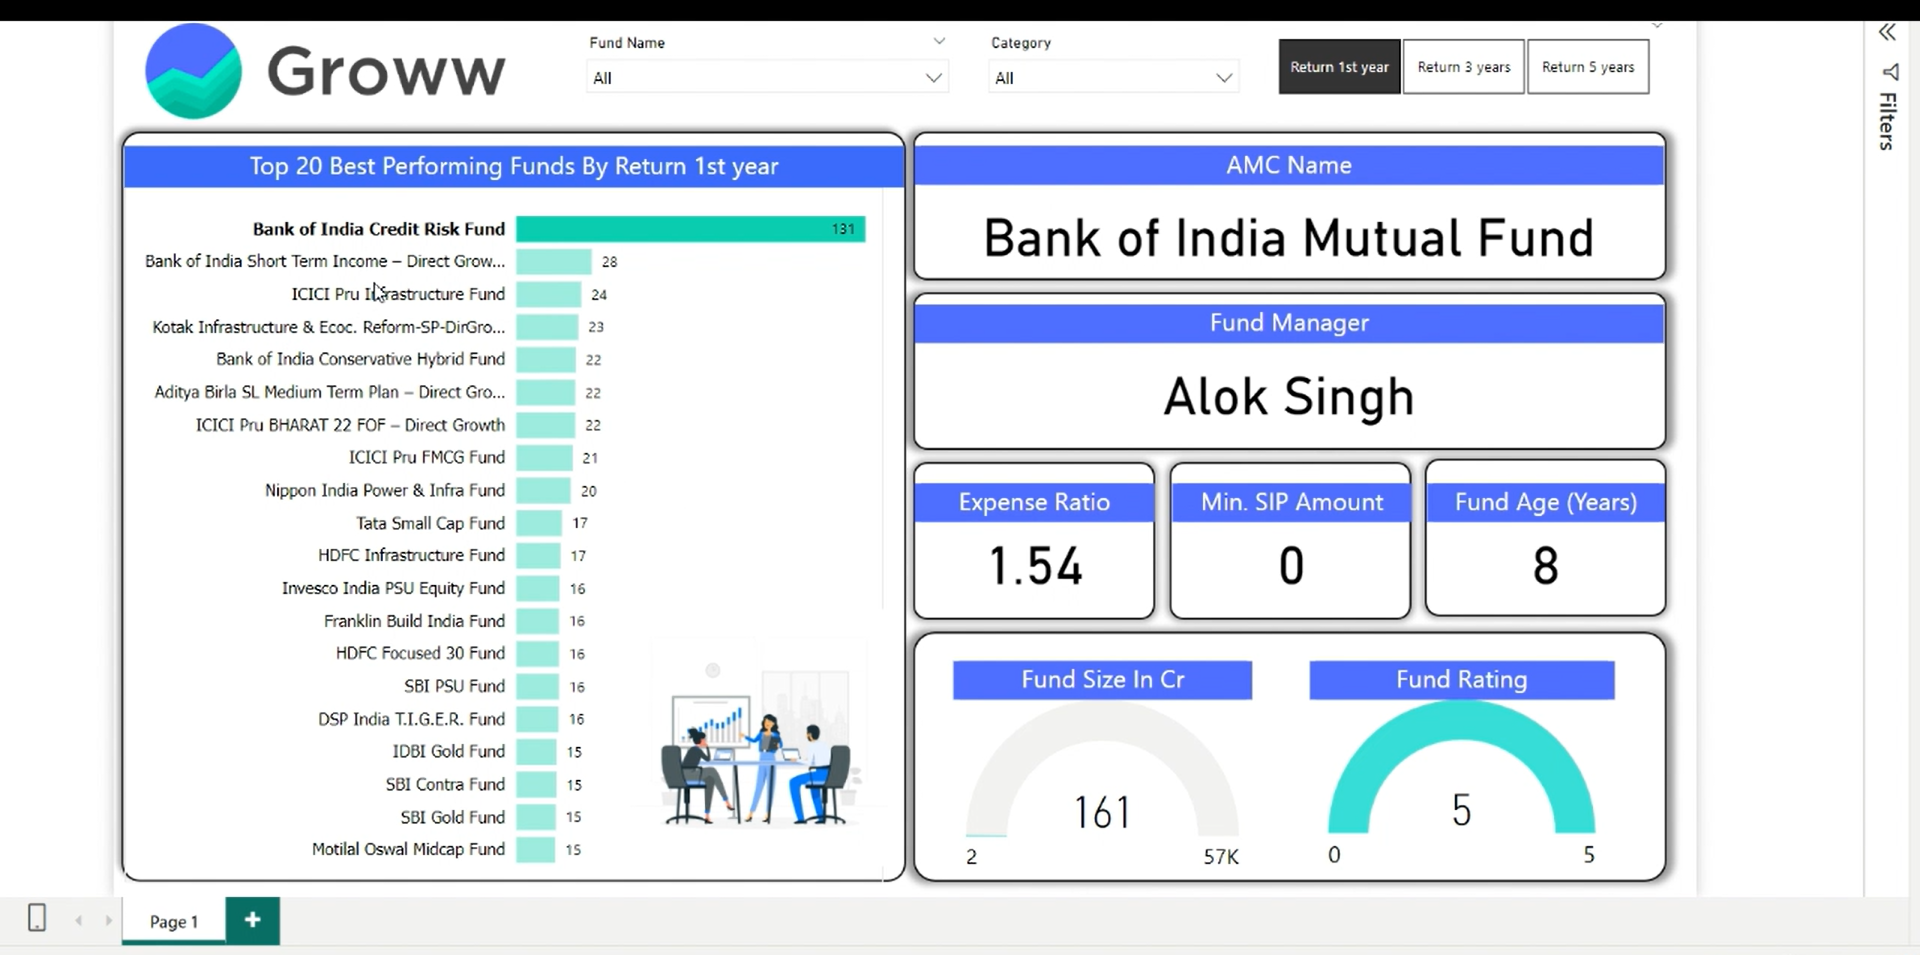 Groww
Fund Name
All
Category
All
Return 1st year
Return 3 years
Return 5 years
Top 20 Best Performing Funds By Return 1st year
Bank of India Credit Risk Fund 131
Bank of India Short Term Income – Direct Grow... 28
ICICI Pru Infrastructure Fund 24
Kotak Infrastructure & Ecoc. Reform-SP-DirGro... 23
Bank of India Conservative Hybrid Fund 22
Aditya Birla SL Medium Term Plan – Direct Gro... 22
ICICI Pru BHARAT 22 FOF – Direct Growth 22
ICICI Pru FMCG Fund 21
Nippon India Power & Infra Fund 20
Tata Small Cap Fund 17
HDFC Infrastructure Fund 17
Invesco India PSU Equity Fund 16
Franklin Build India Fund 16
HDFC Focused 30 Fund 16
SBI PSU Fund 16
DSP India T.I.G.E.R. Fund 16
IDBI Gold Fund 15
SBI Contra Fund 15
SBI Gold Fund 15
Motilal Oswal Midcap Fund 15
AMC Name
Bank of India Mutual Fund
Fund Manager
Alok Singh
Expense Ratio
1.54
Min. SIP Amount
0
Fund Age (Years)
8
Fund Size In Cr
161
2 57K
Fund Rating
5
0 5
Filters
Page 1